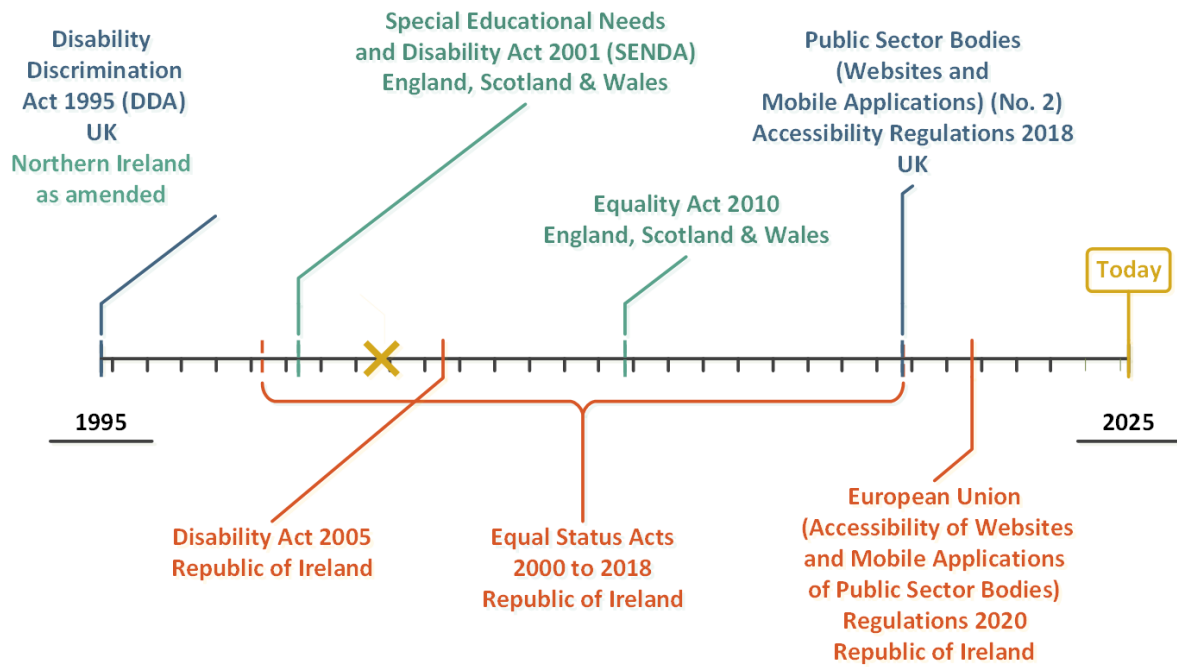 Disability
Discrimination
Act 1995 (DDA)
UK
Northern Ireland
as amended
Special Educational Needs
and Disability Act 2001 (SENDA)
England, Scotland & Wales
Equality Act 2010
England, Scotland & Wales
Public Sector Bodies
(Websites and
Mobile Applications) (No. 2)
Accessibility Regulations 2018
UK
Today
1995
2025
Disability Act 2005
Republic of Ireland
Equal Status Acts
2000 to 2018
Republic of Ireland
European Union
(Accessibility of Websites
and Mobile Applications
of Public Sector Bodies)
Regulations 2020
Republic of Ireland